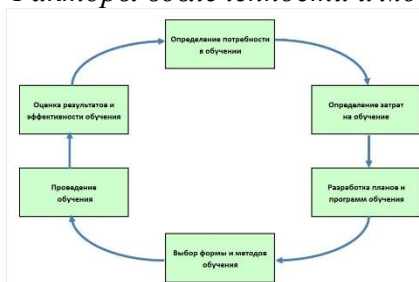 Определение потребности
в обучении
Определение затрат
на обучение
Разработка планов и
программ обучения
Выбор формы и методов
обучения
Проведение
обучения
Оценка результатов и
эффективности обучения